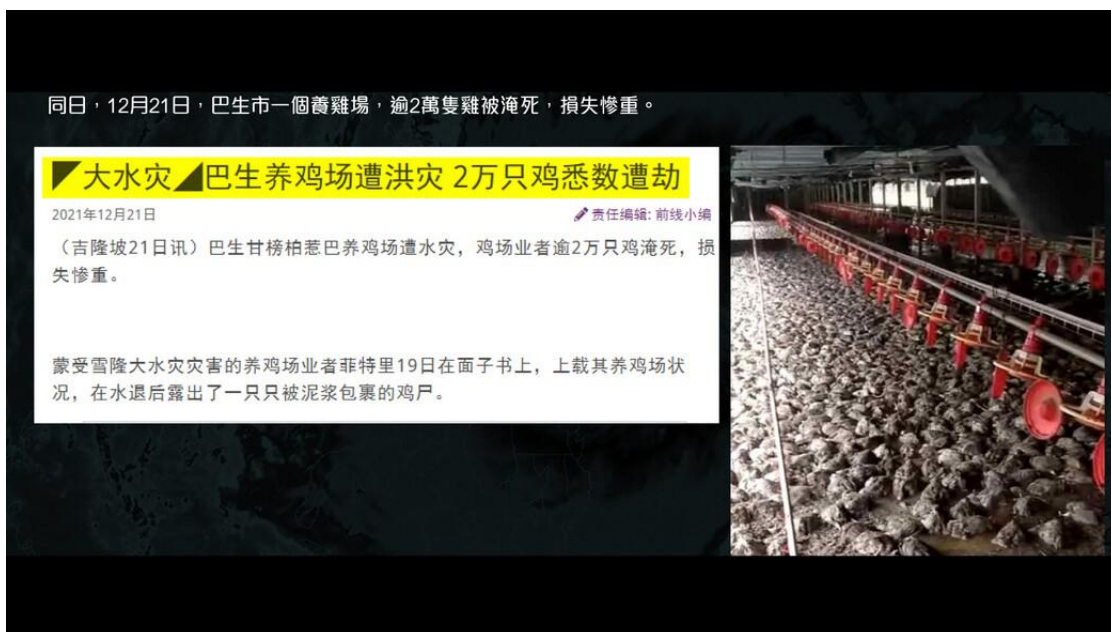 同日，12月21日，巴生市一個養雞場，逾2萬隻雞被淹死，損失慘重。
◤大水灾◢巴生养鸡场遭洪灾 2万只鸡悉数遭劫
2021年12月21日
责任编辑: 前线小编
（吉隆坡21日讯）巴生甘榜柏惹巴养鸡场遭水灾，鸡场业者逾2万只鸡淹死，损
失惨重。
蒙受雪隆大水灾灾害的养鸡场业者菲特里19日在面子书上，上载其养鸡场状
况，在水退后露出了一只只被泥浆包裹的鸡尸。